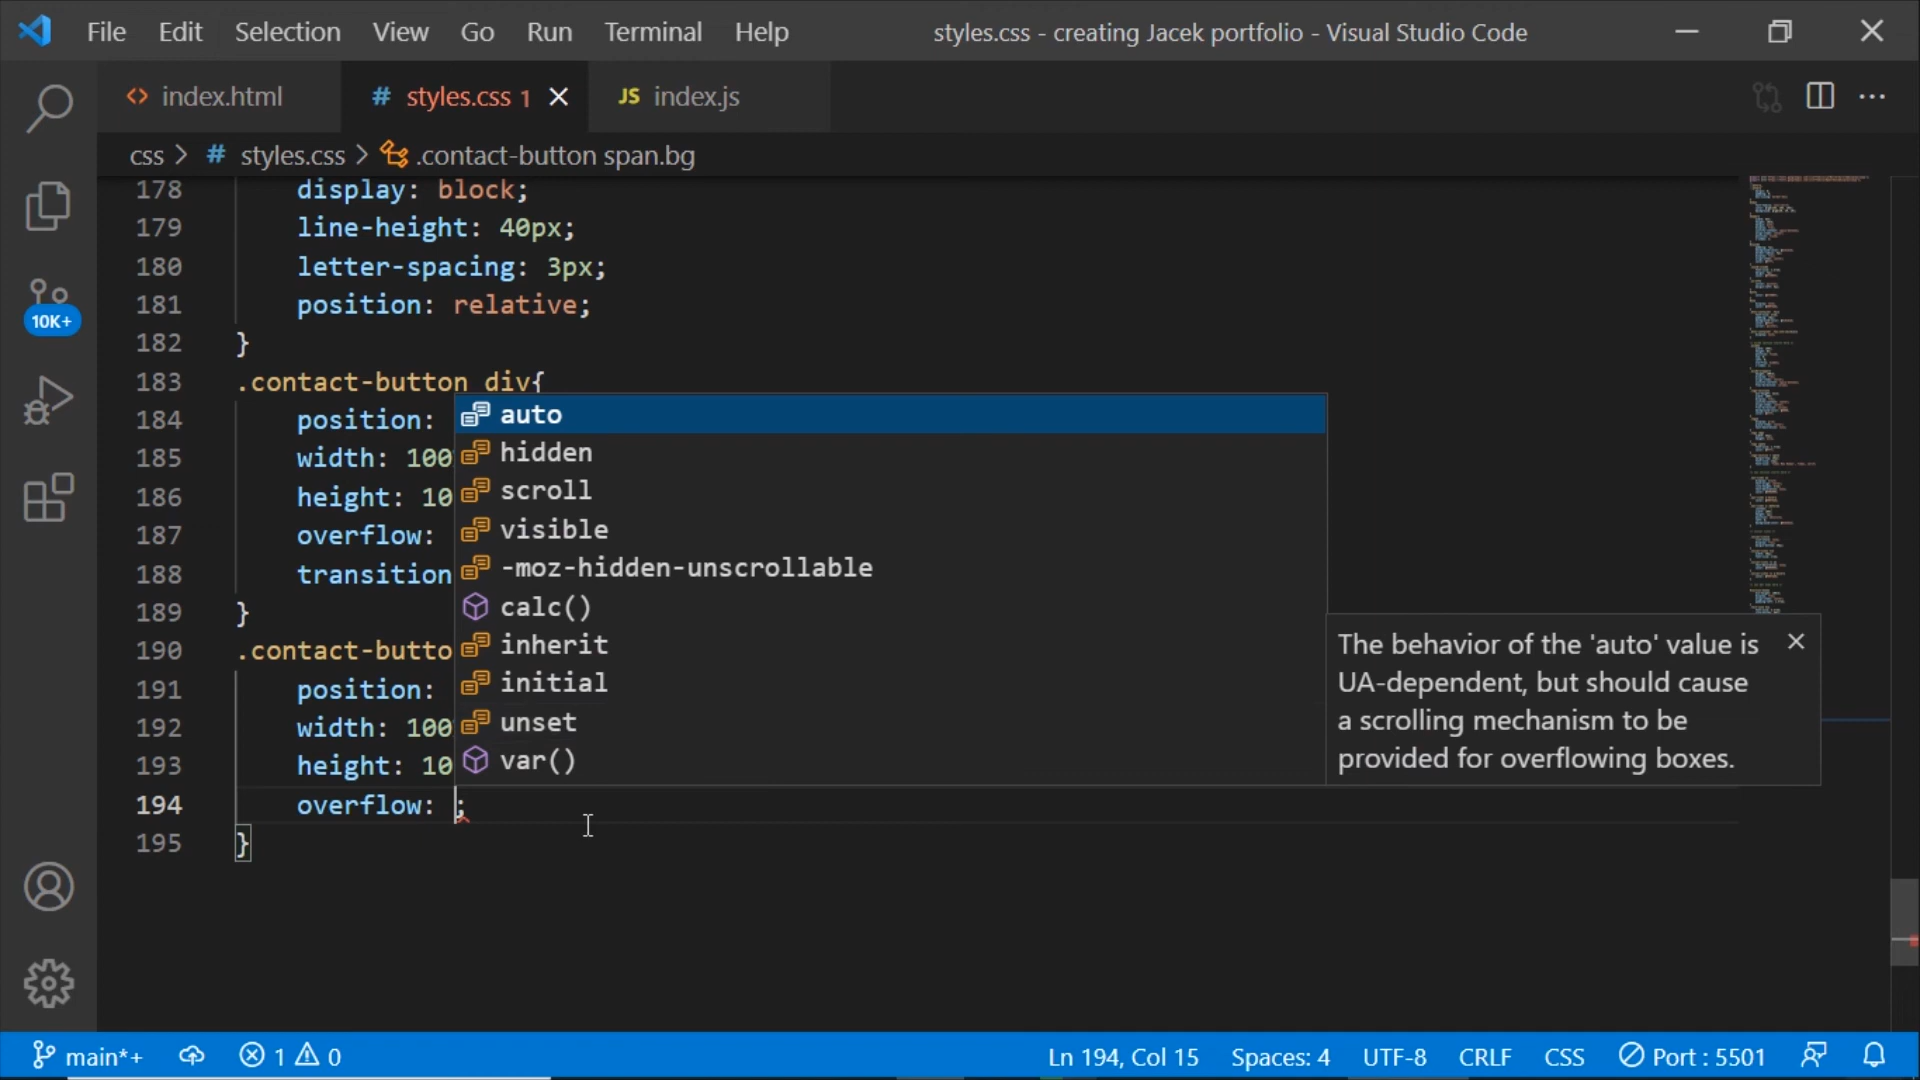 File Edit Selection View Go Run Terminal Help styles.css - creating Jacek portfolio - Visual Studio Code
index.html styles.css 1 index.js
css > # styles.css > .contact-button span.bg
178 display: block;
179 line-height: 40px;
180 letter-spacing: 3px;
181 position: relative;
182 }
183 .contact-button div{
184 position:
185 width: 100
186 height: 10
187 overflow:
188 transition
189 }
190 .contact-butto
191 position:
192 width: 100
193 height: 10
194 overflow: ;
195 }
auto
hidden
scroll
visible
-moz-hidden-unscrollable
calc()
inherit
initial
unset
var()
The behavior of the 'auto' value is
UA-dependent, but should cause
a scrolling mechanism to be
provided for overflowing boxes.
10K+
main*+ 1 0 Ln 194, Col 15 Spaces: 4 UTF-8 CRLF CSS Port : 5501